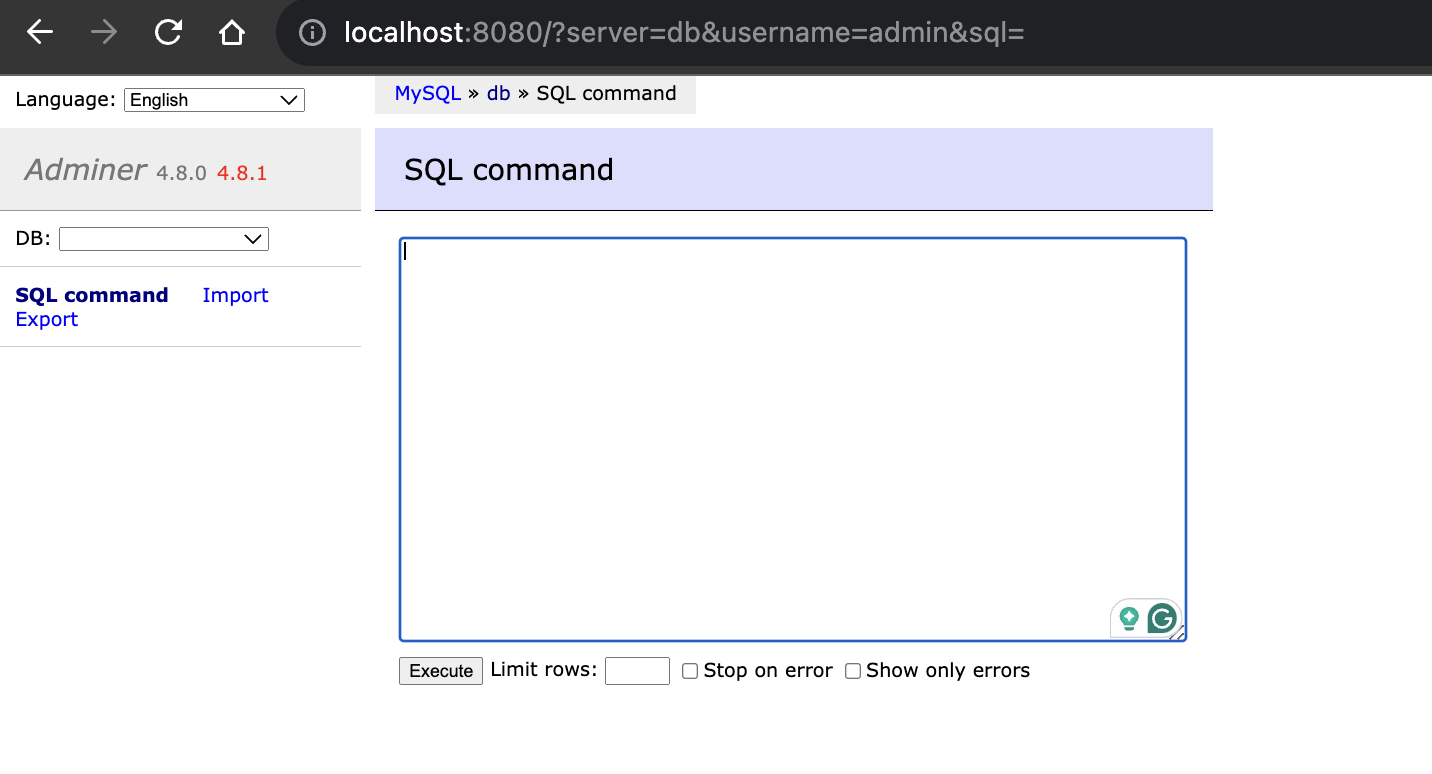 localhost:8080/?server=db&username=admin&sql=
Language: English
MySQL » db » SQL command
Adminer 4.8.0 4.8.1
SQL command
DB:
SQL command Import
Export
Execute Limit rows: Stop on error Show only errors